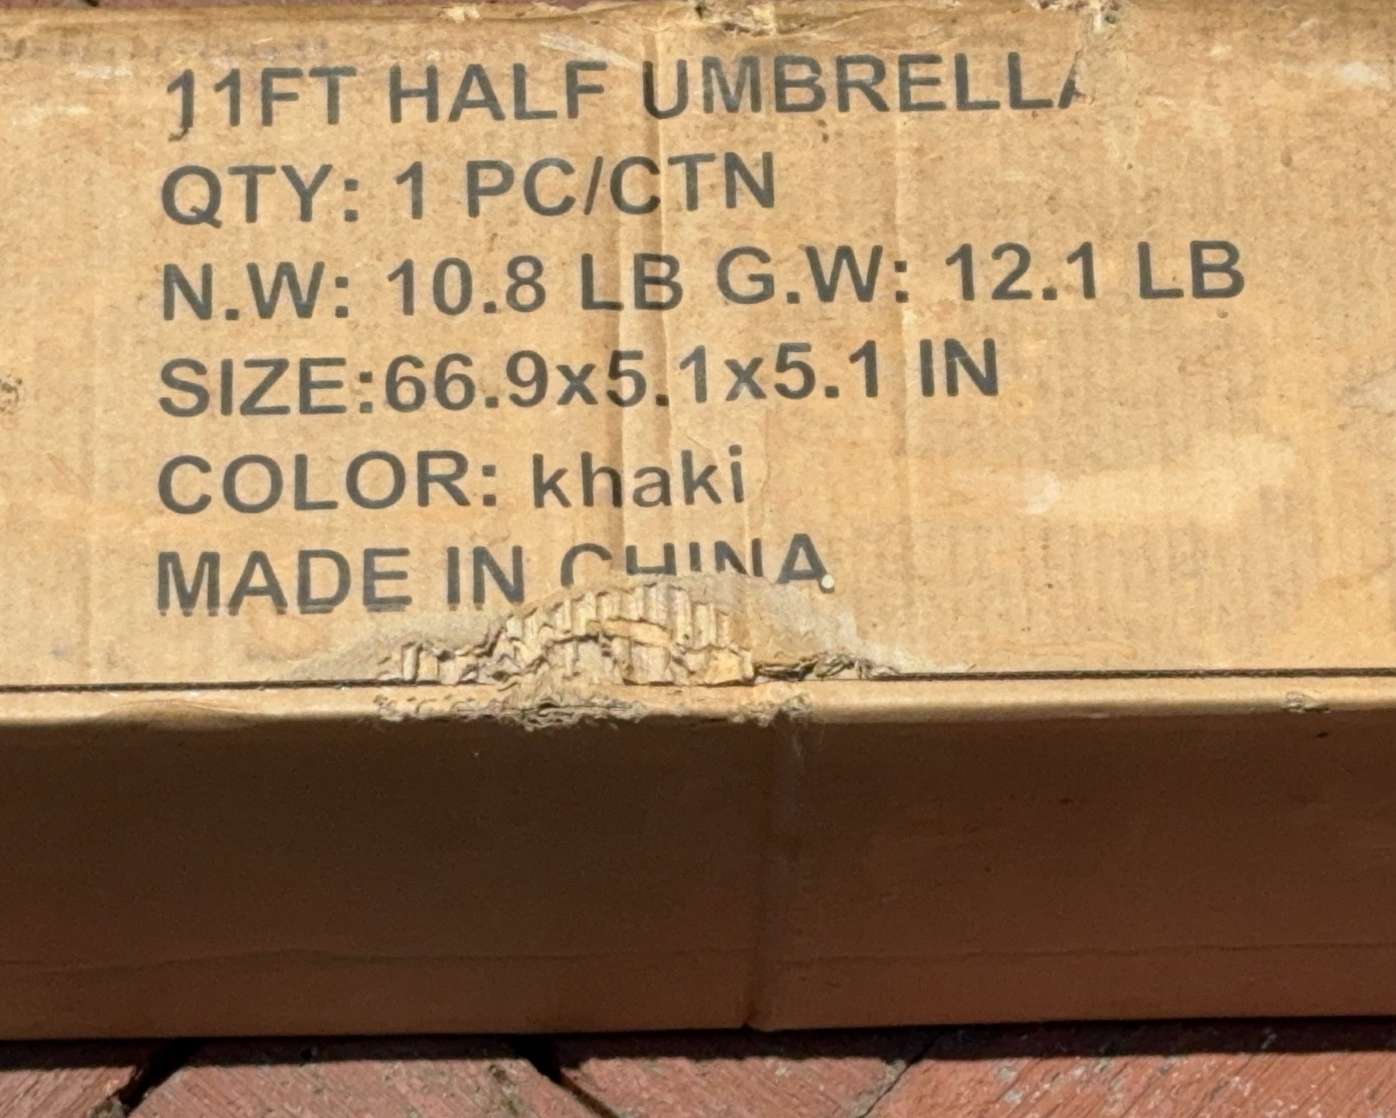 11FT HALF UMBRELLA
QTY: 1 PC/CTN
N.W: 10.8 LB G.W: 12.1 LB
SIZE:66.9x5.1x5.1 IN
COLOR: khaki
MADE IN CHINA